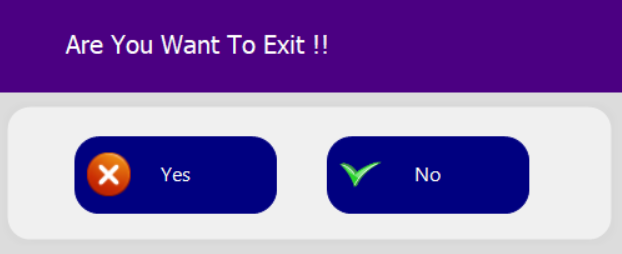 Are You Want To Exit !!
Yes
No